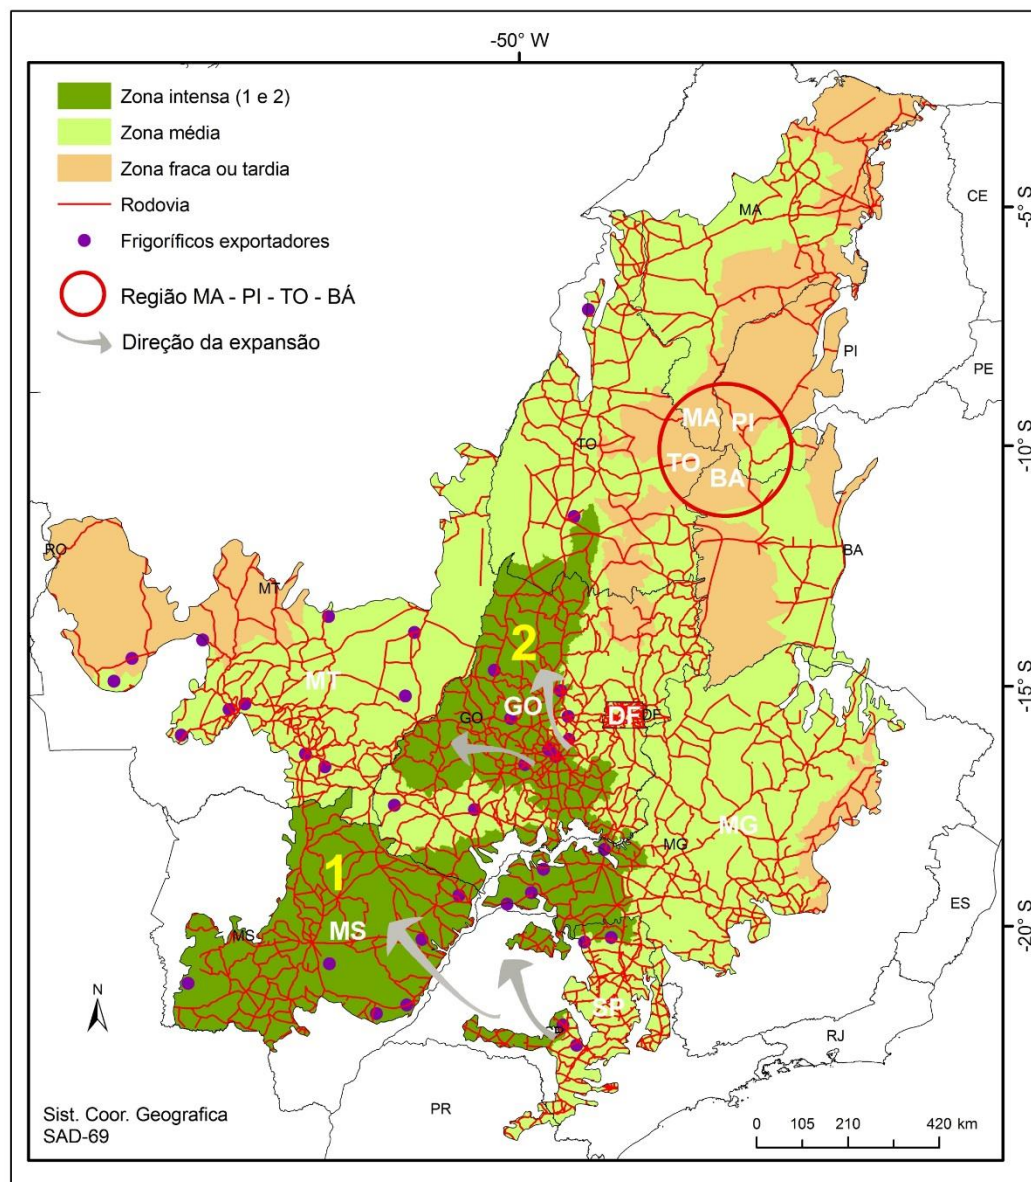 -50° W
Zona intensa (1 e 2)
Zona média
Zona fraca ou tardia
Rodovia
Frigoríficos exportadores
Região MA - PI - TO - BÁ
Direção da expansão
CE
-5° S
MA
PI
PE
MA
PI
TO
-10° S
TO
BA
RO
BA
MT
2
MT
-15° S
GO
GO
DF
DF
MG
MG
1
MS
MS
ES
-20° S
SP
SP
N
RJ
PR
Sist. Coor. Geografica
SAD-69
0 105 210 420 km